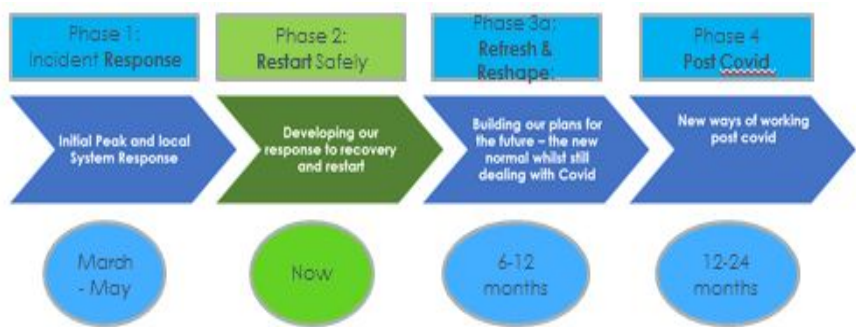 Phase 1:
Incident Response
Phase 2:
Restart Safely
Phase 3a:
Refresh &
Reshape:
Phase 4
Post Covid
Initial Peak and local
System Response
Developing our
response to recovery
and restart
Building our plans for
the future – the new
normal whilst still
dealing with Covid
New ways of working
post covid
March
- May
Now
6-12
months
12-24
months